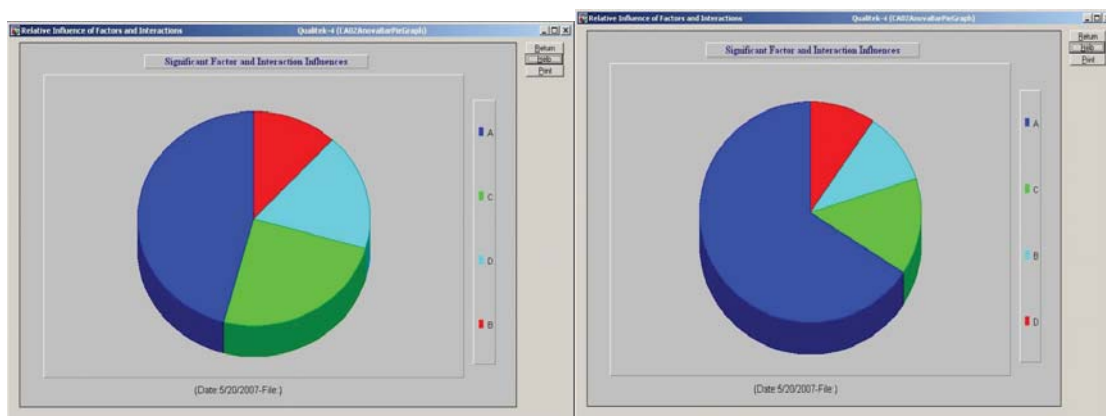 Relative Influence of Factors and Interactions Qualitek-4 (CA02AnovaBarPieGraph)
Return
Help
Print
Significant Factor and Interaction Influences
A
C
D
B
(Date:5/20/2007-File:)
Relative Influence of Factors and Interactions Qualitek-4 (CA02AnovaBarPieGraph)
Return
Help
Print
Significant Factor and Interaction Influences
A
C
B
D
(Date:5/20/2007-File:)